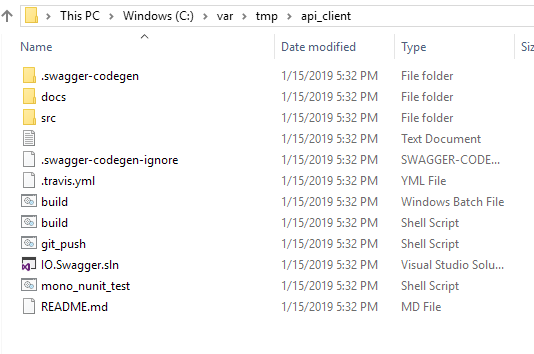 This PC > Windows (C:) > var > tmp > api_client
Name Date modified Type Siz
.swagger-codegen 1/15/2019 5:32 PM File folder
docs 1/15/2019 5:32 PM File folder
src 1/15/2019 5:32 PM File folder
1/15/2019 5:32 PM Text Document
.swagger-codegen-ignore 1/15/2019 5:32 PM SWAGGER-CODE...
.travis.yml 1/15/2019 5:32 PM YML File
build 1/15/2019 5:32 PM Windows Batch File
build 1/15/2019 5:32 PM Shell Script
git_push 1/15/2019 5:32 PM Shell Script
IO.Swagger.sln 1/15/2019 5:32 PM Visual Studio Solu...
mono_nunit_test 1/15/2019 5:32 PM Shell Script
README.md 1/15/2019 5:32 PM MD File